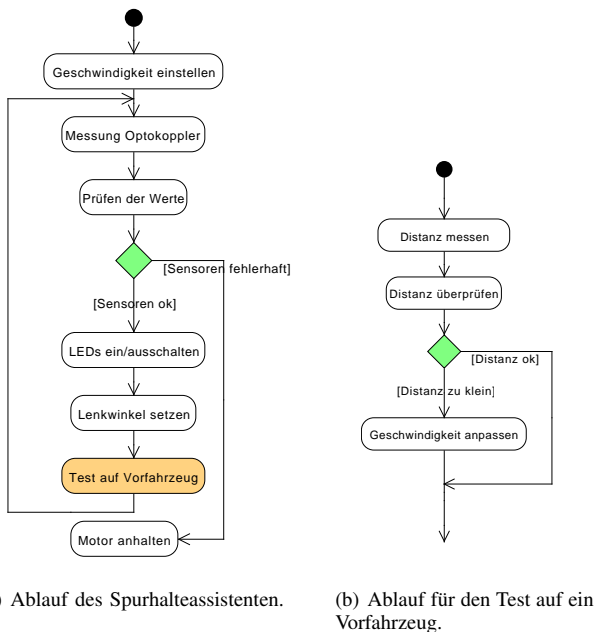 Geschwindigkeit einstellen
Messung Optokoppler
Prüfen der Werte
[Sensoren fehlerhaft]
[Sensoren ok]
LEDs ein/ausschalten
Lenkwinkel setzen
Test auf Vorfahrzeug
Motor anhalten
) Ablauf des Spurhalteassistenten.
Distanz messen
Distanz überprüfen
[Distanz ok]
[Distanz zu klein]
Geschwindigkeit anpassen
(b) Ablauf für den Test auf ein
Vorfahrzeug.